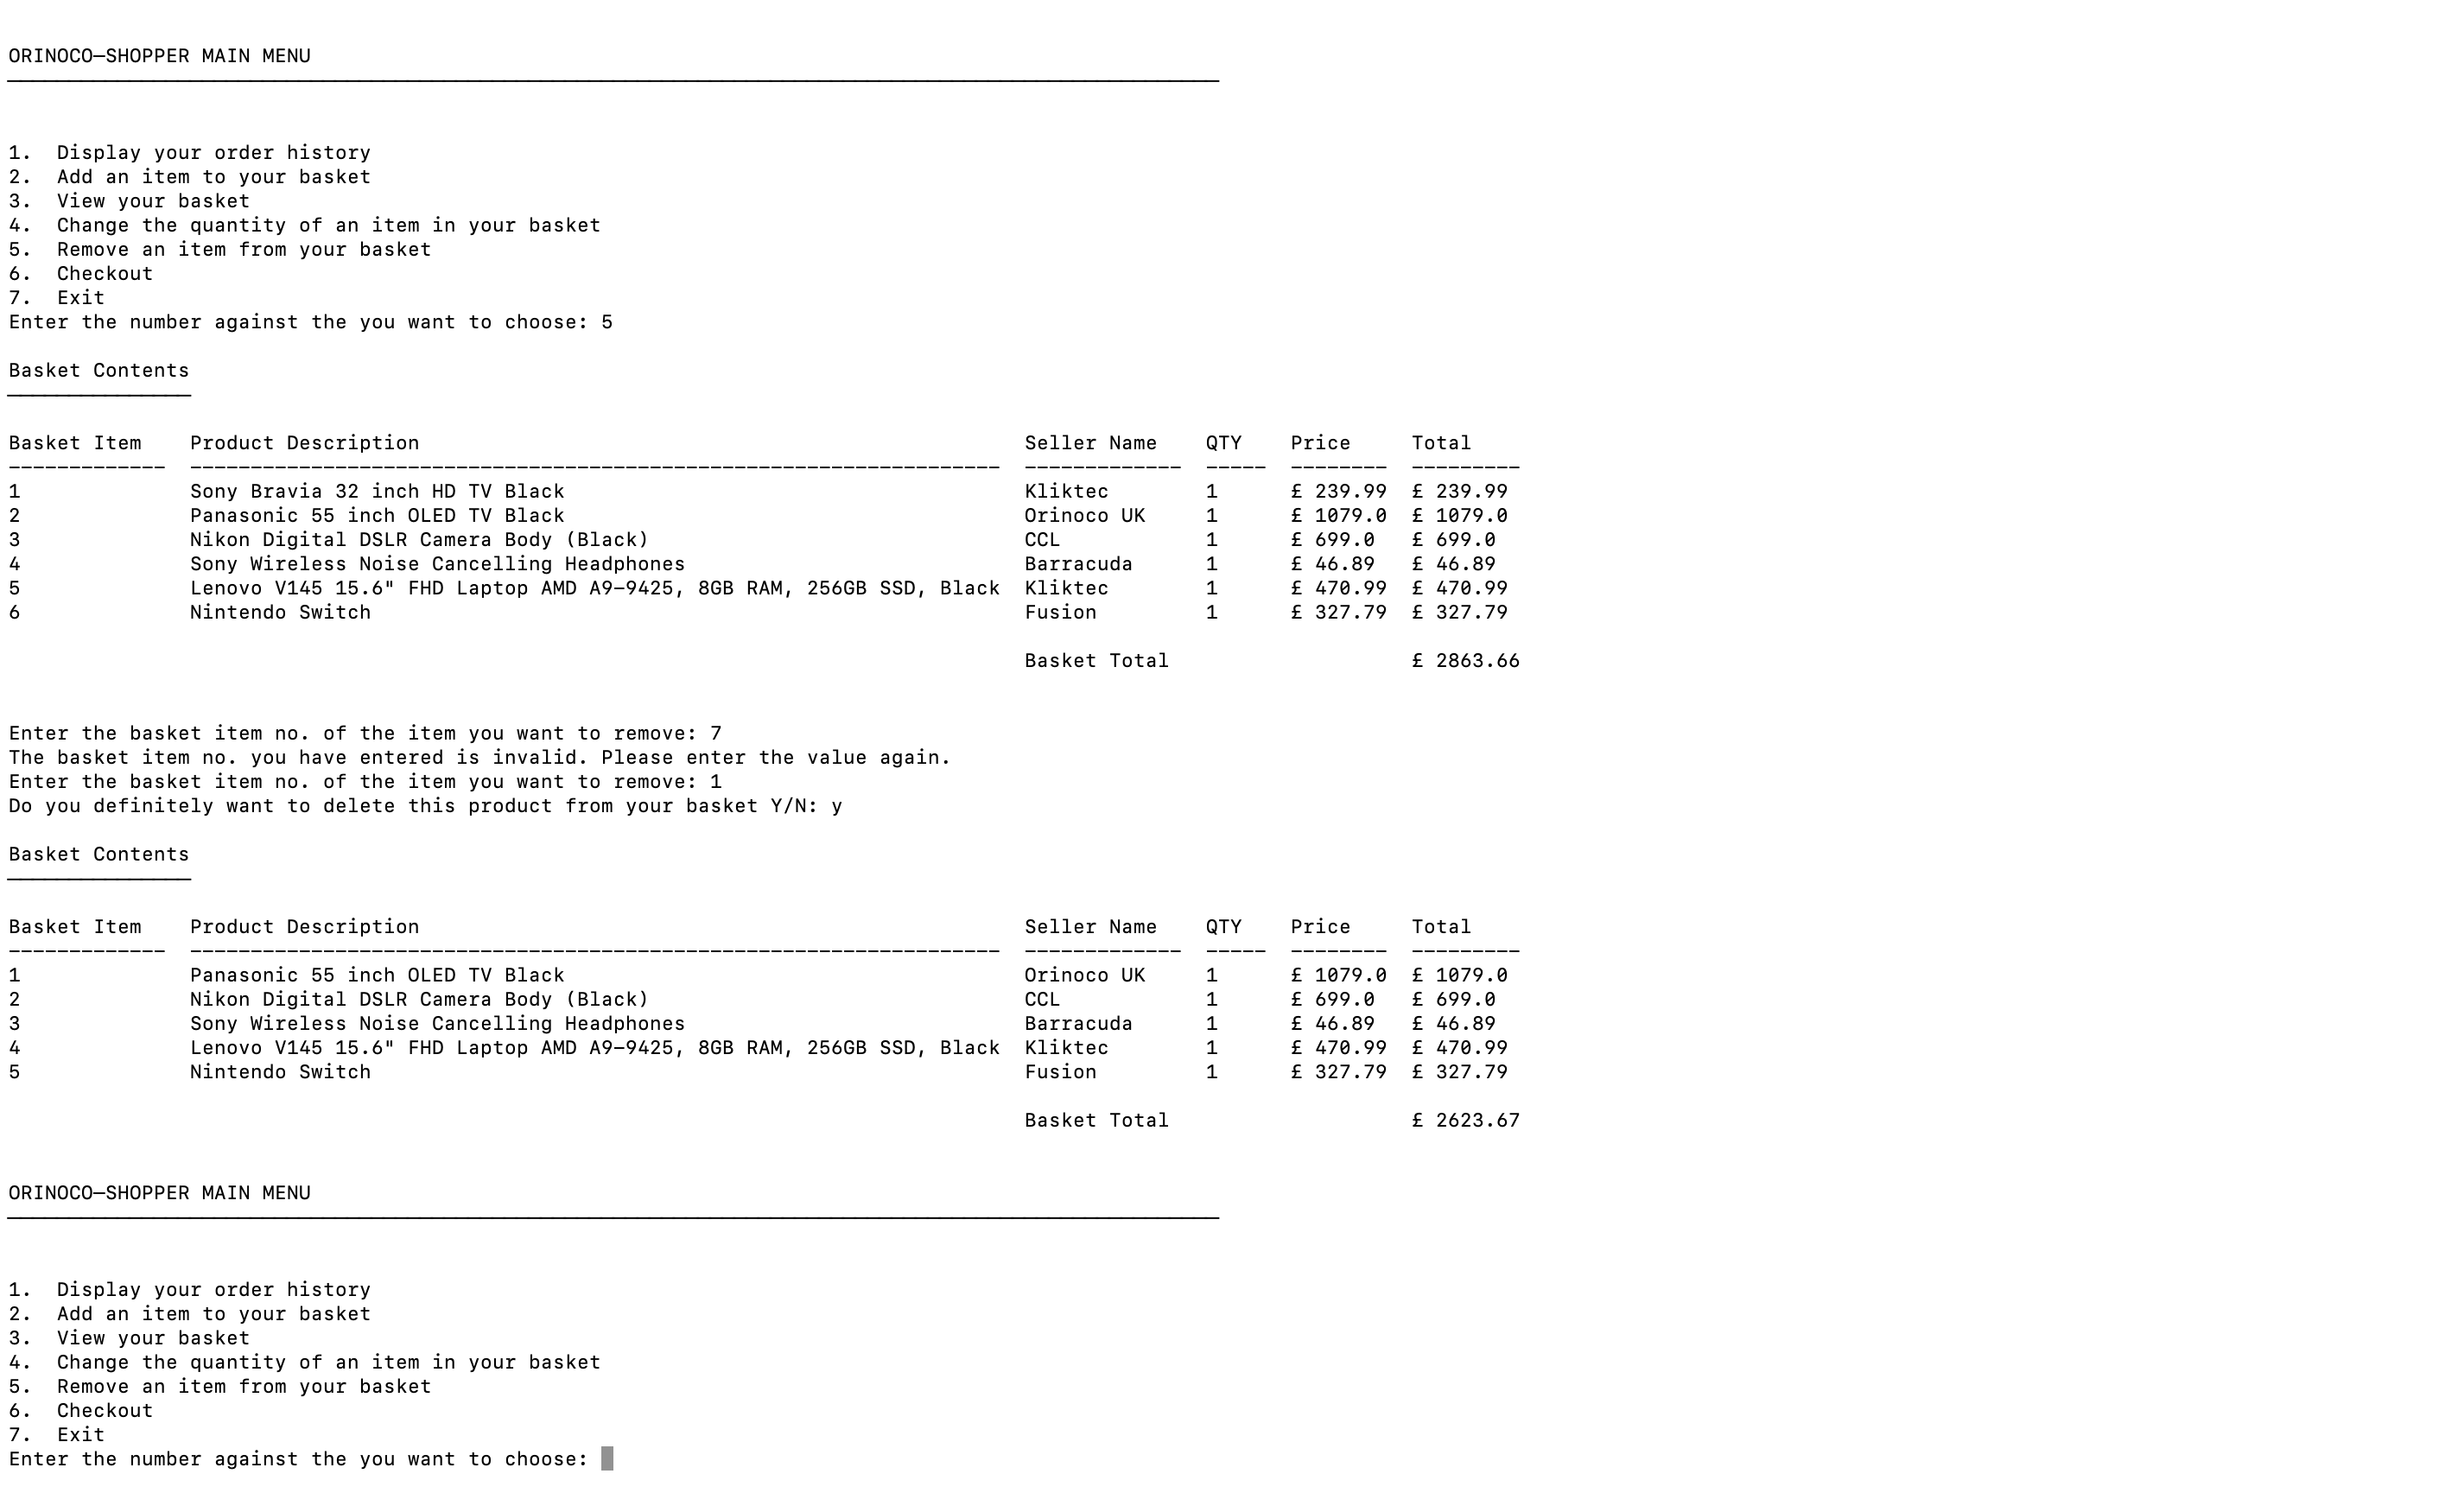 ORINOCO—SHOPPER MAIN MENU
1.  Display your order history
2.  Add an item to your basket
3.  View your basket
4.  Change the quantity of an item in your basket
5.  Remove an item from your basket
6.  Checkout
7.  Exit
Enter the number against the you want to choose: 5
Basket Contents
Basket Item  Product Description  Seller Name  QTY  Price  Total
1  Sony Bravia 32 inch HD TV Black  Kliktec  1  £ 239.99  £ 239.99
2  Panasonic 55 inch OLED TV Black  Orinoco UK  1  £ 1079.0  £ 1079.0
3  Nikon Digital DSLR Camera Body (Black)  CCL  1  £ 699.0  £ 699.0
4  Sony Wireless Noise Cancelling Headphones  Barracuda  1  £ 46.89  £ 46.89
5  Lenovo V145 15.6" FHD Laptop AMD A9-9425, 8GB RAM, 256GB SSD, Black  Kliktec  1  £ 470.99  £ 470.99
6  Nintendo Switch  Fusion  1  £ 327.79  £ 327.79
Basket Total  £ 2863.66
Enter the basket item no. of the item you want to remove: 7
The basket item no. you have entered is invalid. Please enter the value again.
Enter the basket item no. of the item you want to remove: 1
Do you definitely want to delete this product from your basket Y/N: y
Basket Contents
Basket Item  Product Description  Seller Name  QTY  Price  Total
1  Panasonic 55 inch OLED TV Black  Orinoco UK  1  £ 1079.0  £ 1079.0
2  Nikon Digital DSLR Camera Body (Black)  CCL  1  £ 699.0  £ 699.0
3  Sony Wireless Noise Cancelling Headphones  Barracuda  1  £ 46.89  £ 46.89
4  Lenovo V145 15.6" FHD Laptop AMD A9-9425, 8GB RAM, 256GB SSD, Black  Kliktec  1  £ 470.99  £ 470.99
5  Nintendo Switch  Fusion  1  £ 327.79  £ 327.79
Basket Total  £ 2623.67
ORINOCO—SHOPPER MAIN MENU
1.  Display your order history
2.  Add an item to your basket
3.  View your basket
4.  Change the quantity of an item in your basket
5.  Remove an item from your basket
6.  Checkout
7.  Exit
Enter the number against the you want to choose: